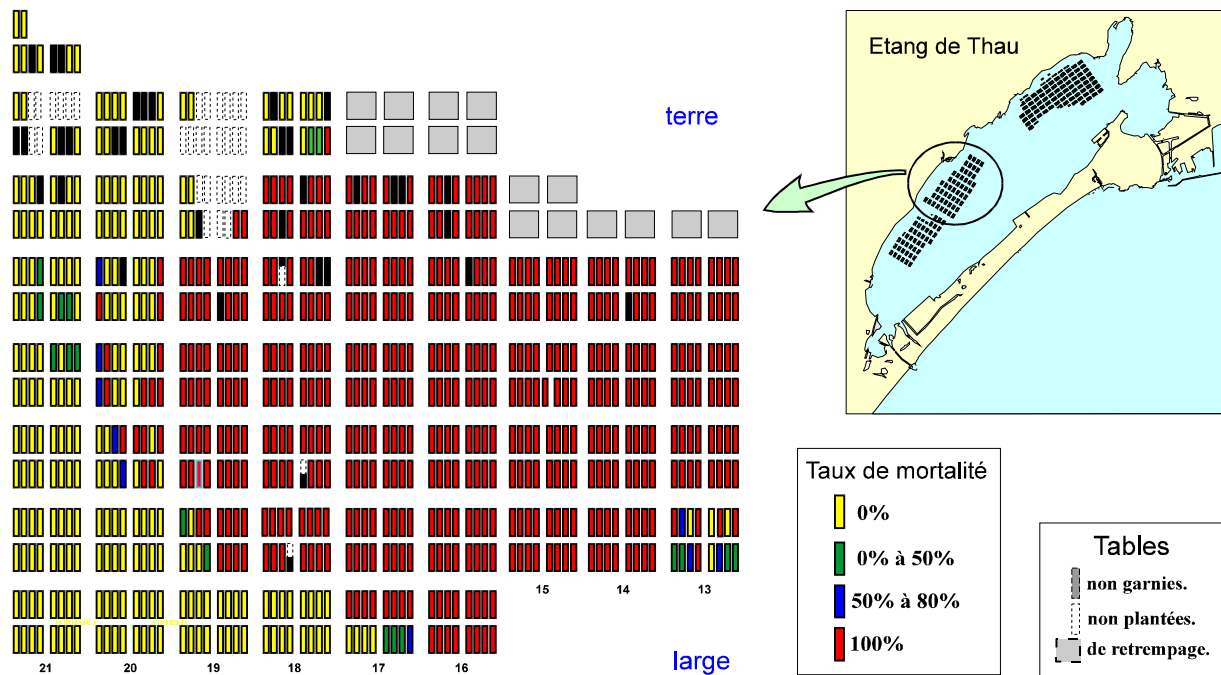 terre
Etang de Thau
Taux de mortalité
0%
0% à 50%
50% à 80%
100%
Tables
non garnies.
non plantées.
de retrempage.
15 14 13
21 20 19 18 17 16
large